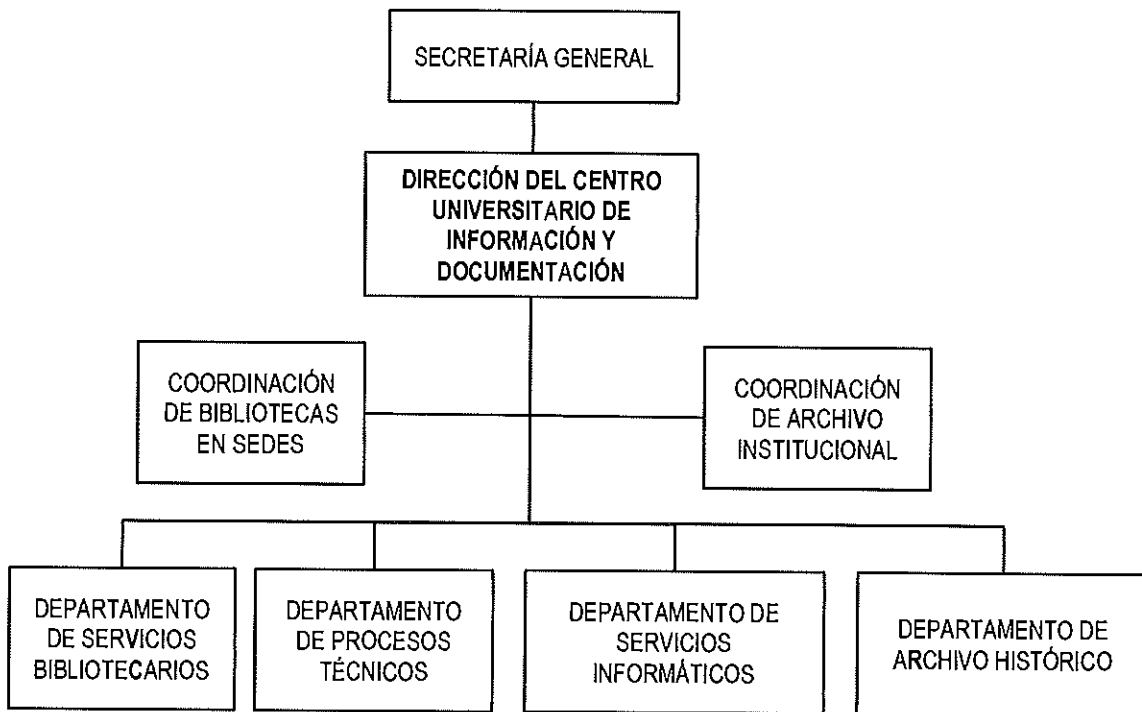 SECRETARÍA GENERAL
DIRECCIÓN DEL CENTRO
UNIVERSITARIO DE
INFORMACIÓN Y
DOCUMENTACIÓN
COORDINACIÓN
DE BIBLIOTECAS
EN SEDES
COORDINACIÓN
DE ARCHIVO
INSTITUCIONAL
DEPARTAMENTO
DE SERVICIOS
BIBLIOTECARIOS
DEPARTAMENTO
DE PROCESOS
TÉCNICOS
DEPARTAMENTO DE
SERVICIOS
INFORMÁTICOS
DEPARTAMENTO DE
ARCHIVO HISTÓRICO